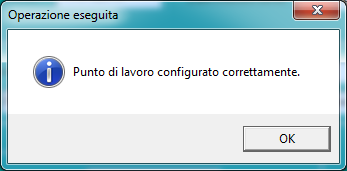 Operazione eseguita
Punto di lavoro configurato correttamente.
OK